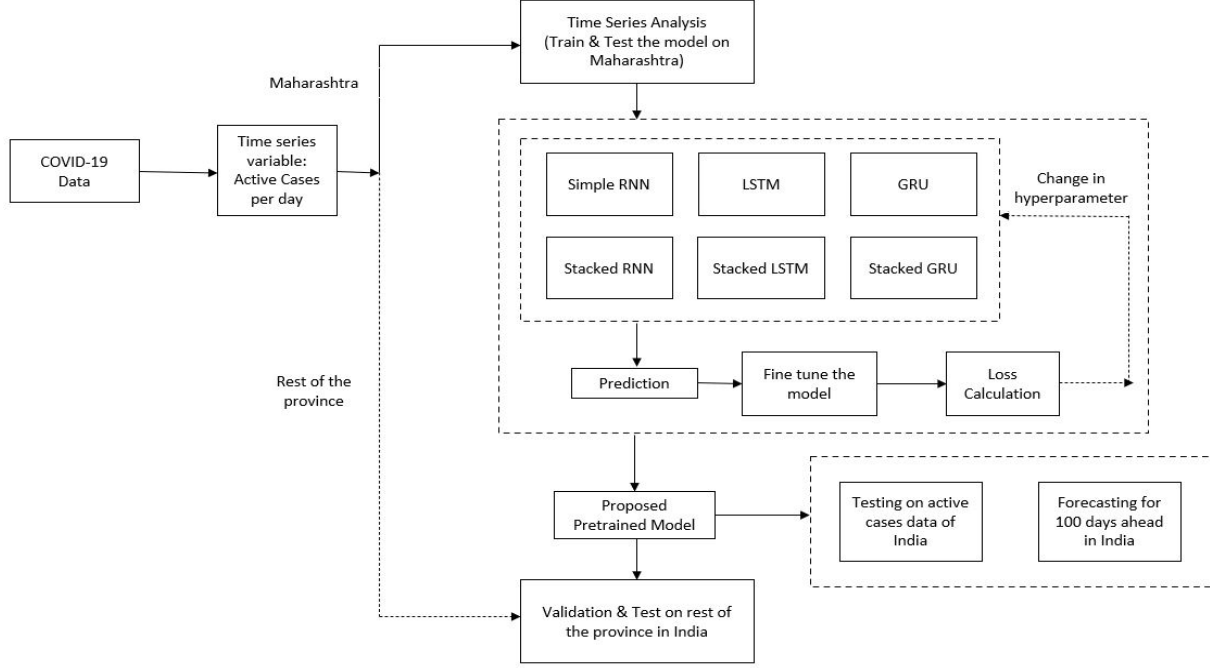 Time Series Analysis
(Train & Test the model on
Maharashtra)
Maharashtra
COVID-19
Data
Time series
variable:
Active Cases
per day
Simple RNN
LSTM
GRU
Change in
hyperparameter
Stacked RNN
Stacked LSTM
Stacked GRU
Rest of the
province
Prediction
Fine tune the
model
Loss
Calculation
Proposed
Pretrained Model
Testing on active
cases data of
India
Forecasting for
100 days ahead
in India
Validation & Test on rest of
the province in India